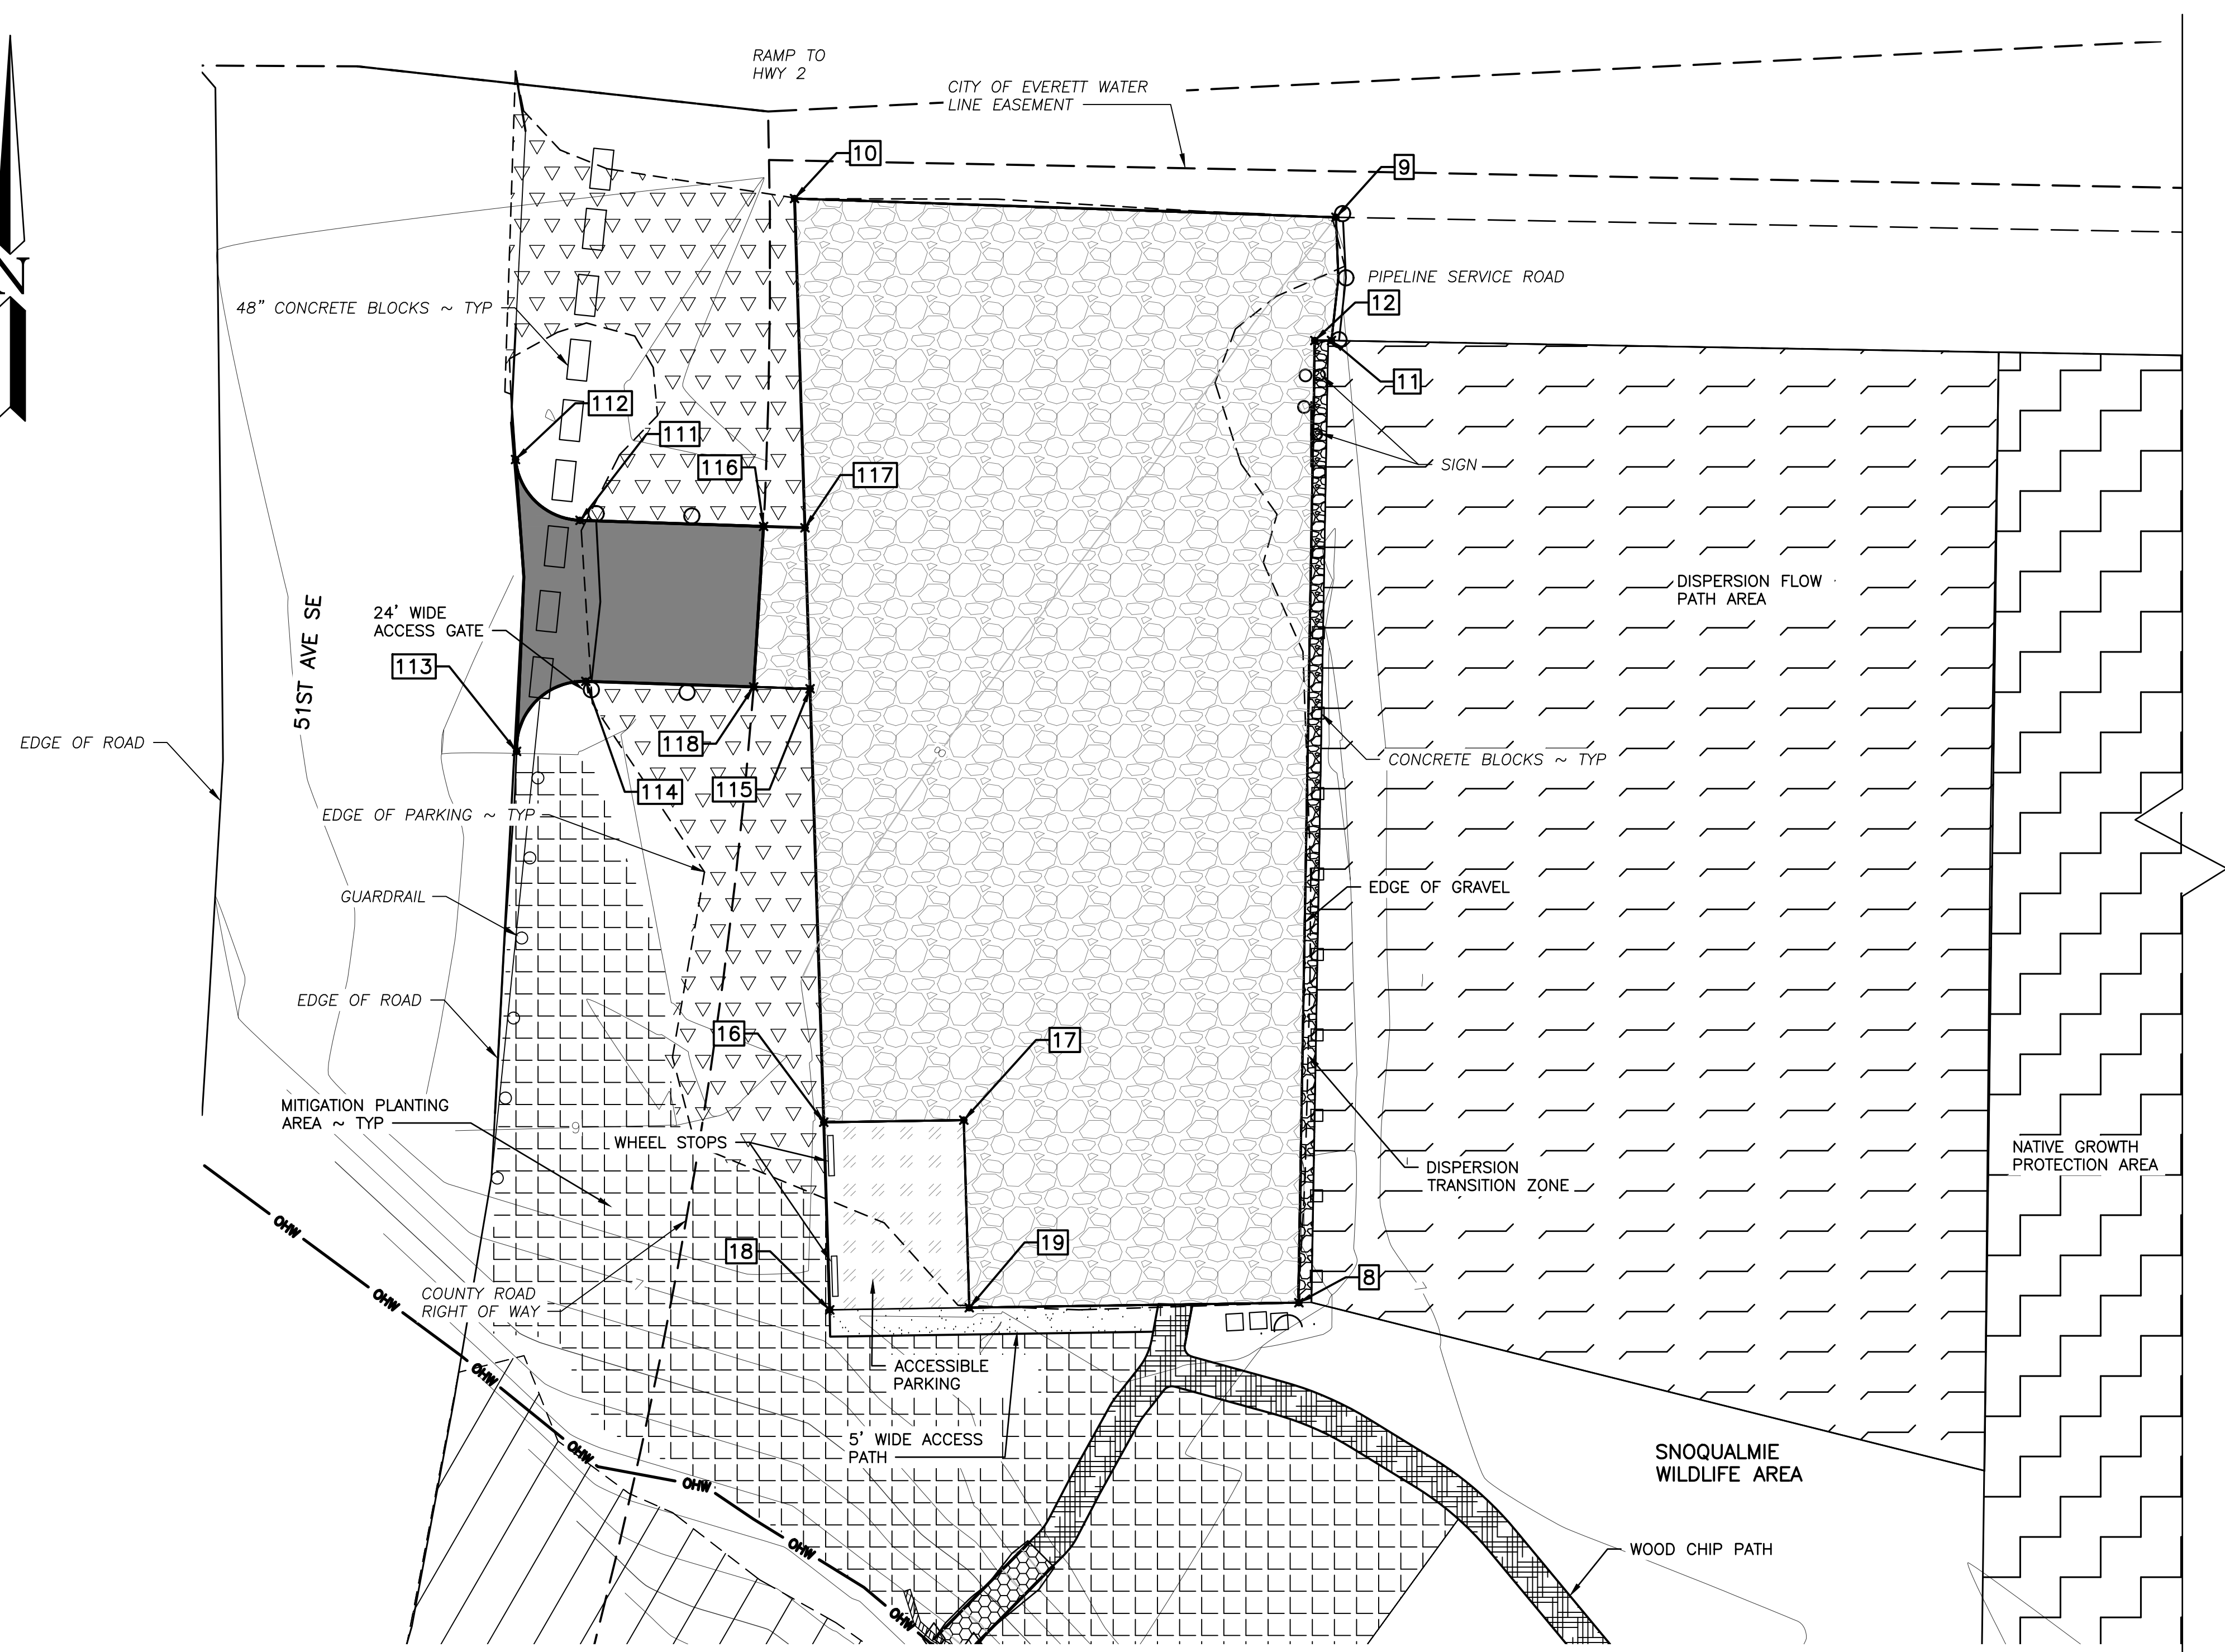 RAMP TO
HWY 2
CITY OF EVERETT WATER
LINE EASEMENT
10
9
N
PIPELINE SERVICE ROAD
12
48" CONCRETE BLOCKS ~ TYP
11
112
111
116
117
SIGN
DISPERSION FLOW
PATH AREA
24' WIDE
ACCESS GATE
51ST AVE SE
113
EDGE OF ROAD
118
8
CONCRETE BLOCKS ~ TYP
114
115
EDGE OF PARKING ~ TYP
EDGE OF GRAVEL
GUARDRAIL
EDGE OF ROAD
16
17
MITIGATION PLANTING
AREA ~ TYP
9
WHEEL STOPS
NATIVE GROWTH
PROTECTION AREA
DISPERSION
TRANSITION ZONE
OHW
18
19
8
COUNTY ROAD
RIGHT OF WAY
OHW
OHW
ACCESSIBLE
PARKING
5' WIDE ACCESS
PATH
OHW
OHW
SNOQUALMIE
WILDLIFE AREA
OHW
WOOD CHIP PATH
OHW